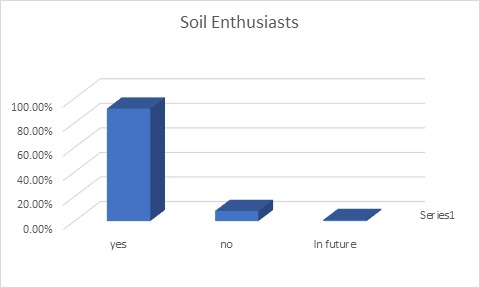 Soil Enthusiasts
100.00%
80.00%
60.00%
40.00%
20.00%
0.00%
Series1
yes
no
In future